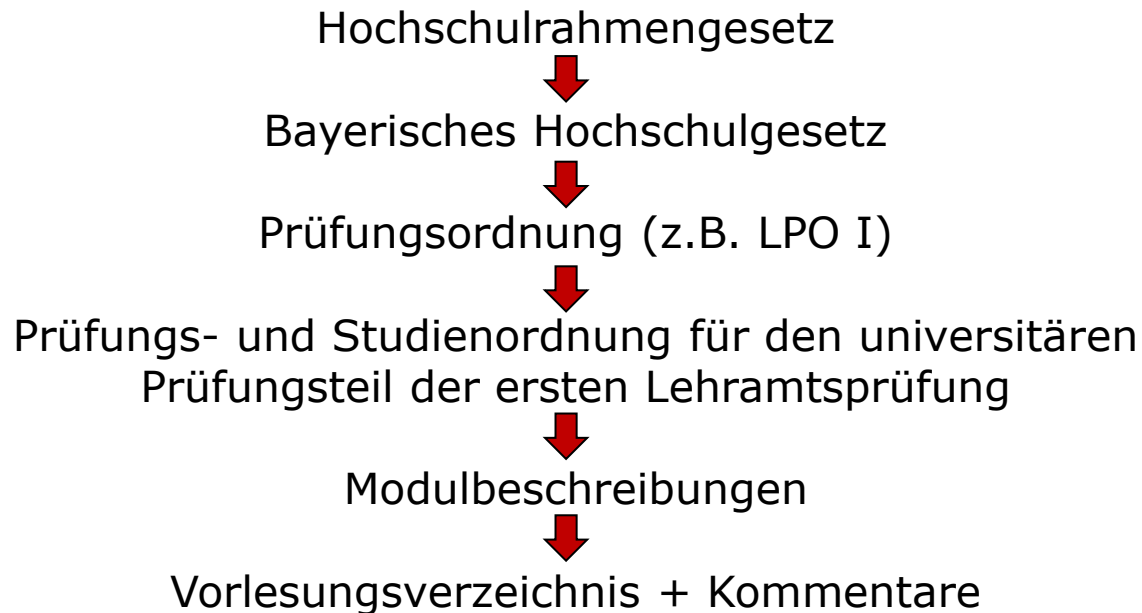 Hochschulrahmengesetz
Bayerisches Hochschulgesetz
Prüfungsordnung (z.B. LPO I)
Prüfungs- und Studienordnung für den universitären
Prüfungsteil der ersten Lehramtsprüfung
Modulbeschreibungen
Vorlesungsverzeichnis + Kommentare